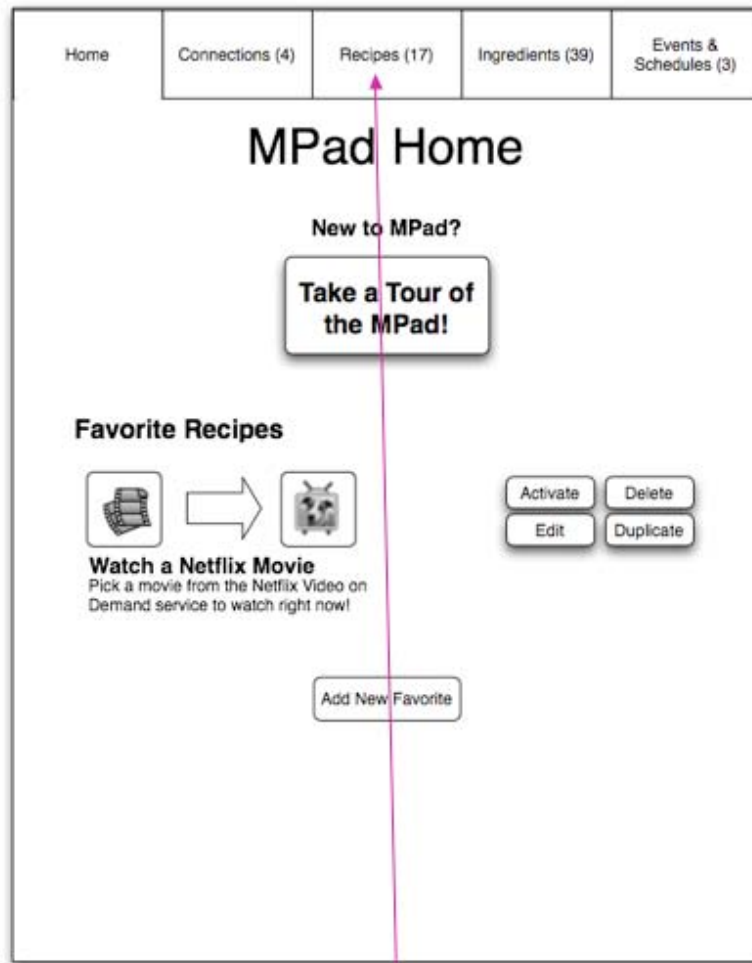 Home
Connections (4)
Recipes (17)
Ingredients (39)
Events &
Schedules (3)
MPad Home
New to MPad?
Take a Tour of
the MPad!
Favorite Recipes
Activate
Delete
Edit
Duplicate
Watch a Netflix Movie
Pick a movie from the Netflix Video on
Demand service to watch right now!
Add New Favorite